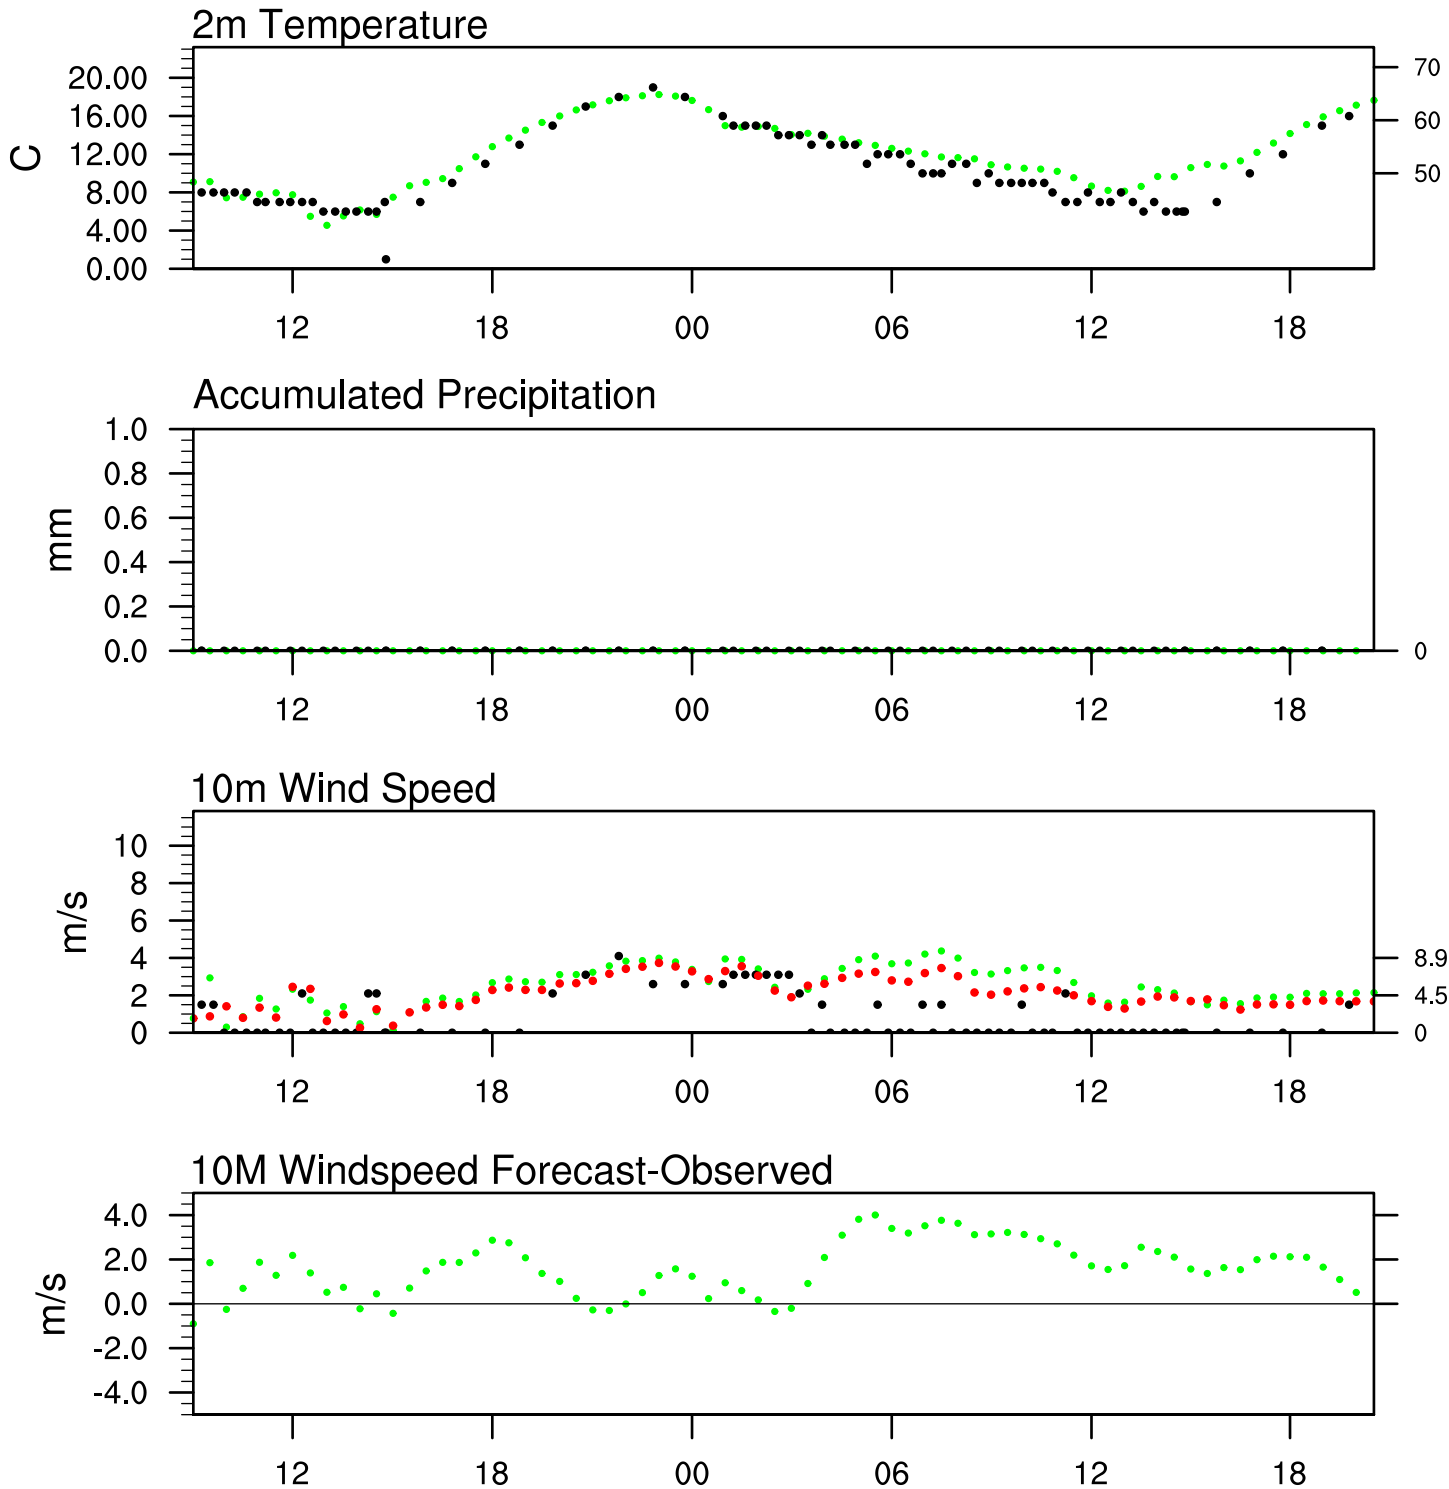 2m Temperature
20.00
16.00
12.00
8.00
4.00
0.00
C
70
60
50
12 18 00 06 12 18
Accumulated Precipitation
1.0
0.8
0.6
0.4
0.2
0.0
mm
0
12 18 00 06 12 18
10m Wind Speed
10
8
6
4
2
0
m/s
8.9
4.5
0
12 18 00 06 12 18
10M Windspeed Forecast-Observed
4.0
2.0
0.0
-2.0
-4.0
m/s
12 18 00 06 12 18